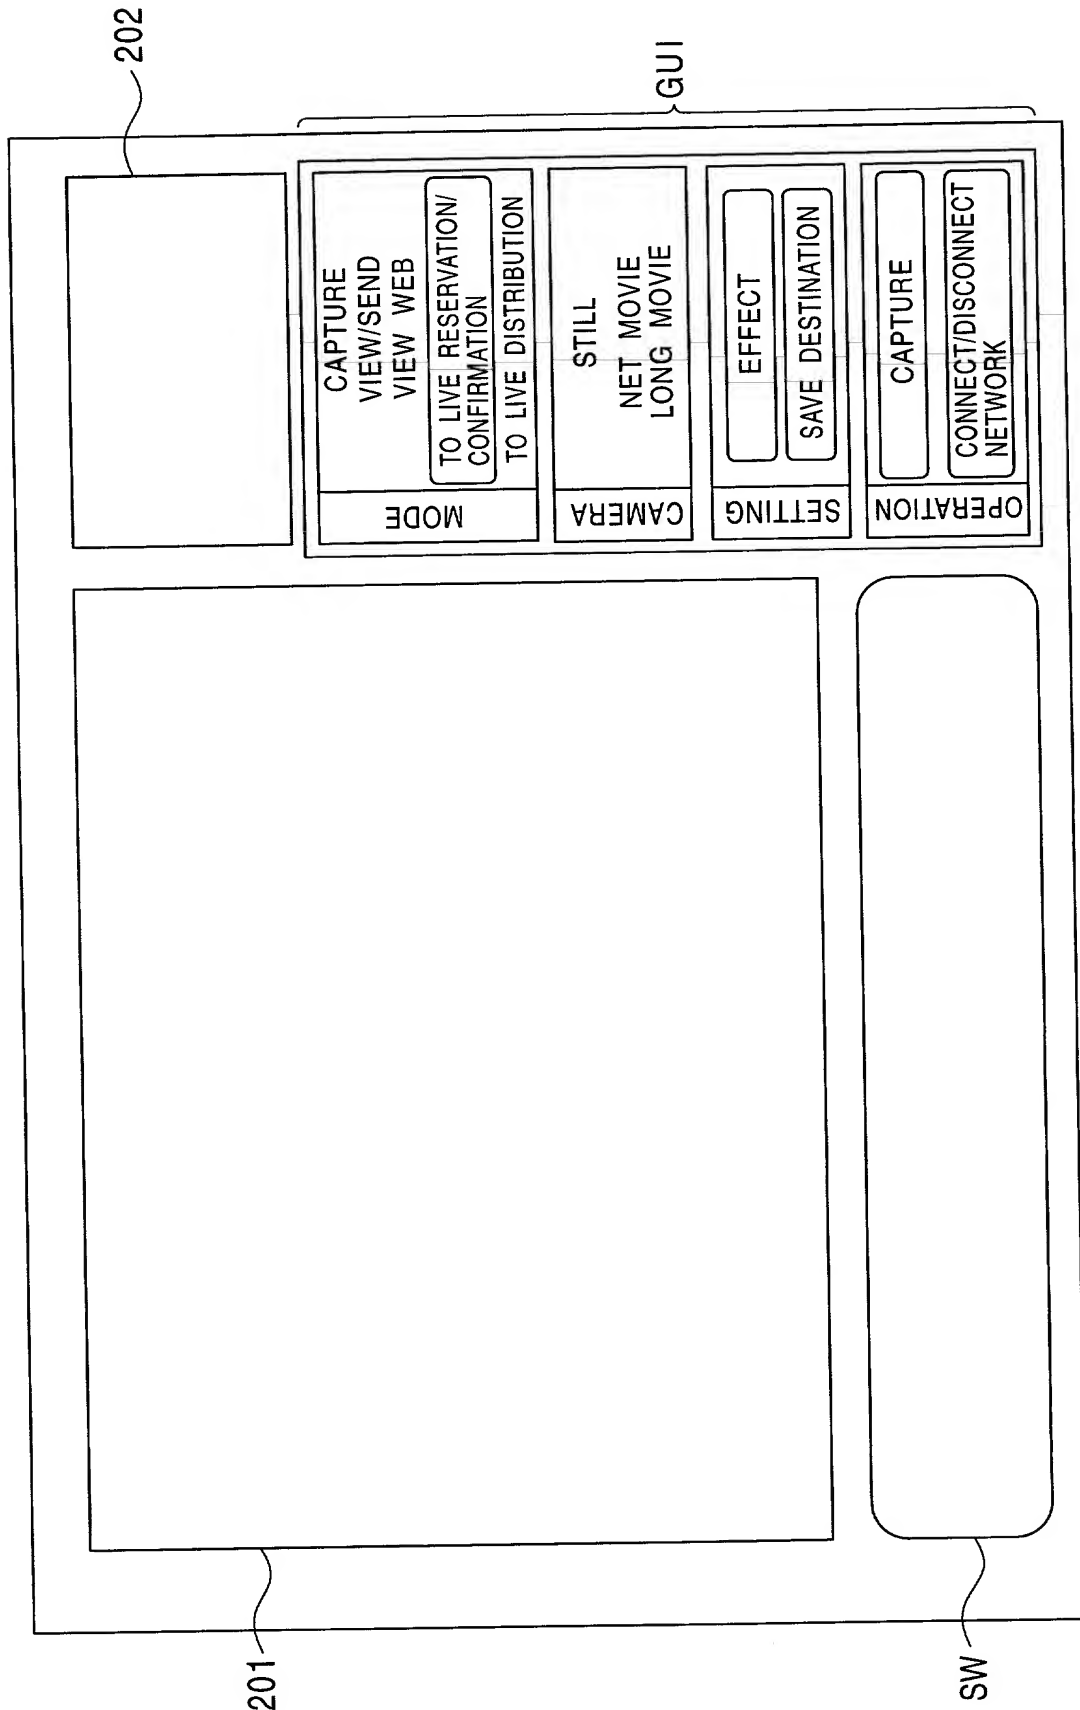 202
GUI
MODE
CAPTURE
VIEW/SEND
VIEW WEB
TO LIVE RESERVATION/
CONFIRMATION
TO LIVE DISTRIBUTION
CAMERA
STILL
NET MOVIE
LONG MOVIE
SETTING
EFFECT
SAVE DESTINATION
OPERATION
CAPTURE
CONNECT/DISCONNECT
NETWORK
201
SW